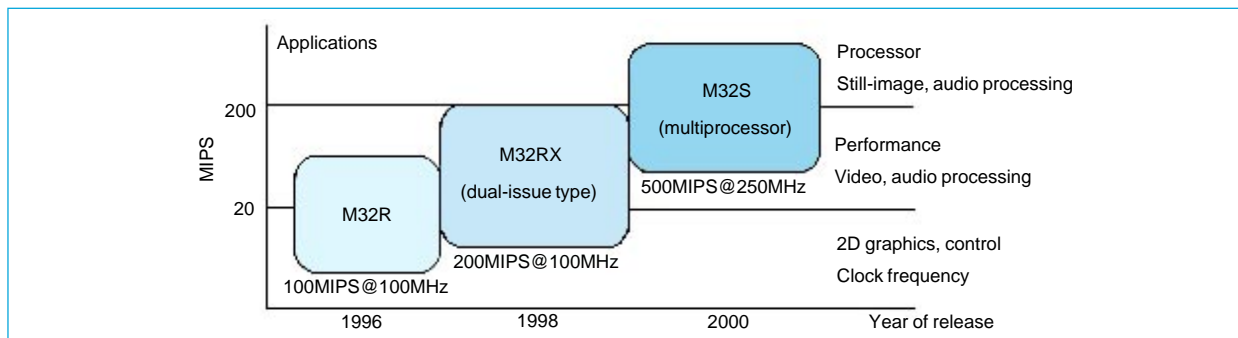 Applications
Processor
Still-image, audio processing
M32S
(multiprocessor)
200
MIPS
M32RX
(dual-issue type)
Performance
Video, audio processing
500MIPS@250MHz
20
M32R
2D graphics, control
200MIPS@100MHz
Clock frequency
100MIPS@100MHz
1996
1998
2000
Year of release